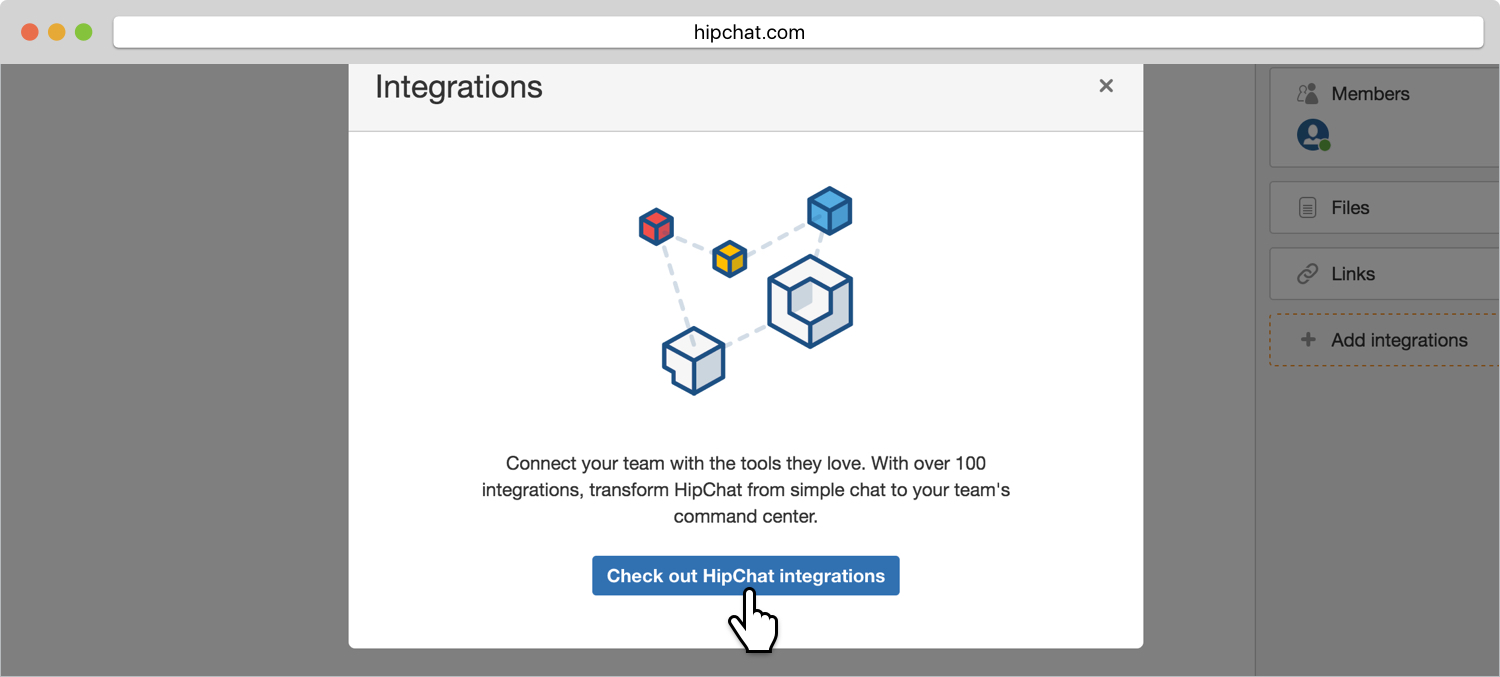 hipchat.com
Integrations
×
Connect your team with the tools they love. With over 100
integrations, transform HipChat from simple chat to your team's
command center.
Check out HipChat integrations
Members
Files
Links
+ Add integrations